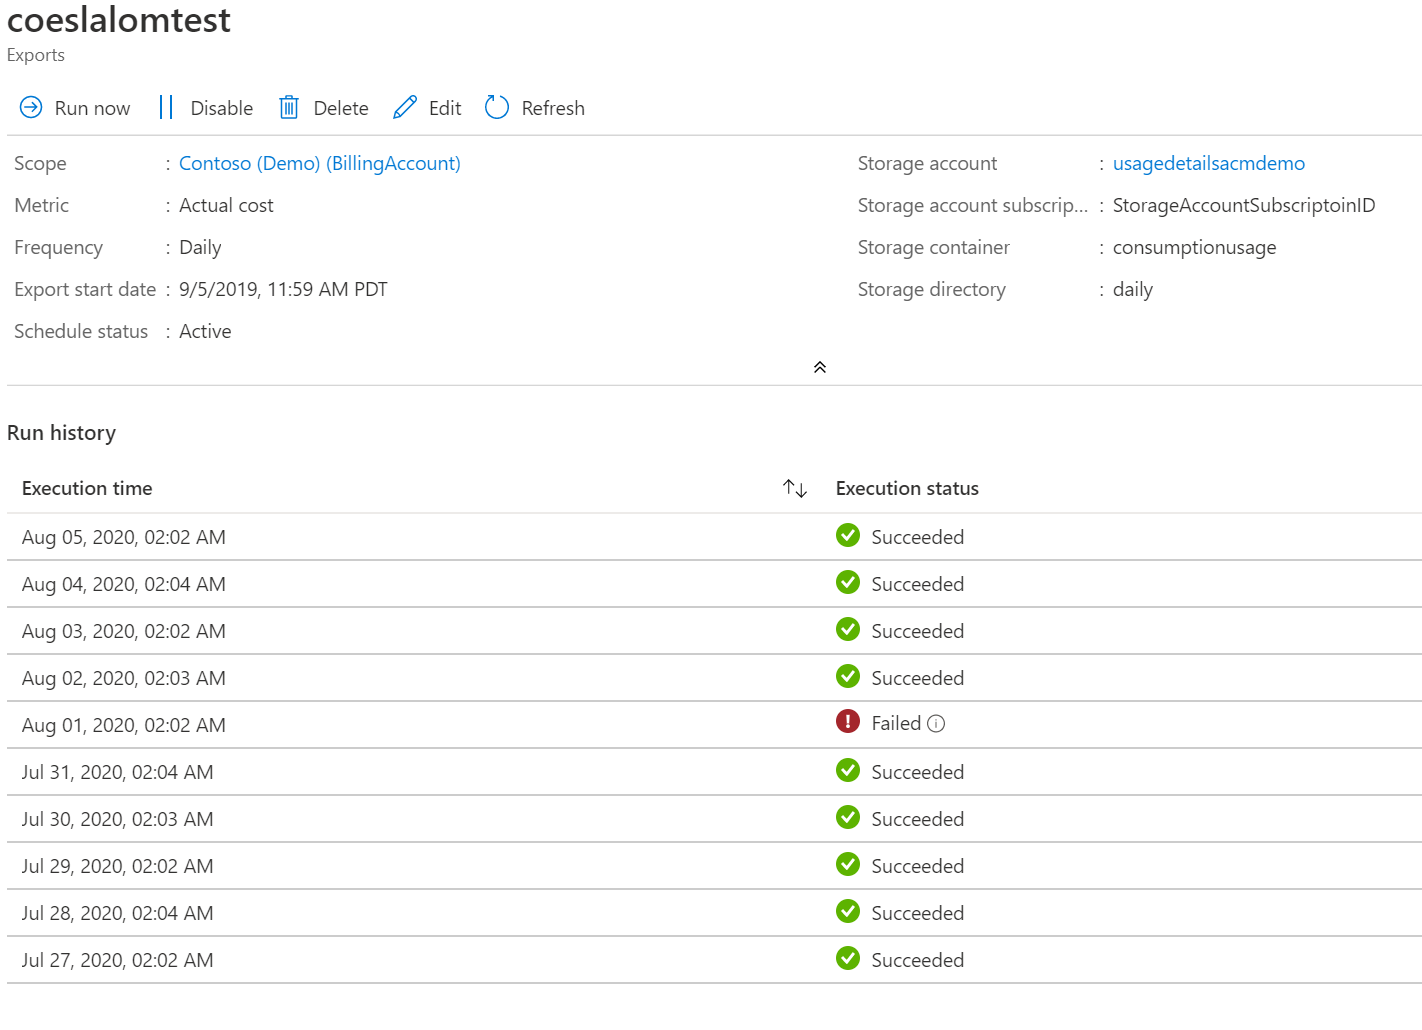 coeslalomtest
Exports
Run now Disable Delete Edit Refresh
Scope : Contoso (Demo) (BillingAccount) Storage account : usagedetailsacmdemo
Metric : Actual cost Storage account subscrip... : StorageAccountSubscriptoinID
Frequency : Daily Storage container : consumptionusage
Export start date : 9/5/2019, 11:59 AM PDT Storage directory : daily
Schedule status : Active
Run history
Execution time Execution status
Aug 05, 2020, 02:02 AM Succeeded
Aug 04, 2020, 02:04 AM Succeeded
Aug 03, 2020, 02:02 AM Succeeded
Aug 02, 2020, 02:03 AM Succeeded
Aug 01, 2020, 02:02 AM Failed
Jul 31, 2020, 02:04 AM Succeeded
Jul 30, 2020, 02:03 AM Succeeded
Jul 29, 2020, 02:02 AM Succeeded
Jul 28, 2020, 02:04 AM Succeeded
Jul 27, 2020, 02:02 AM Succeeded